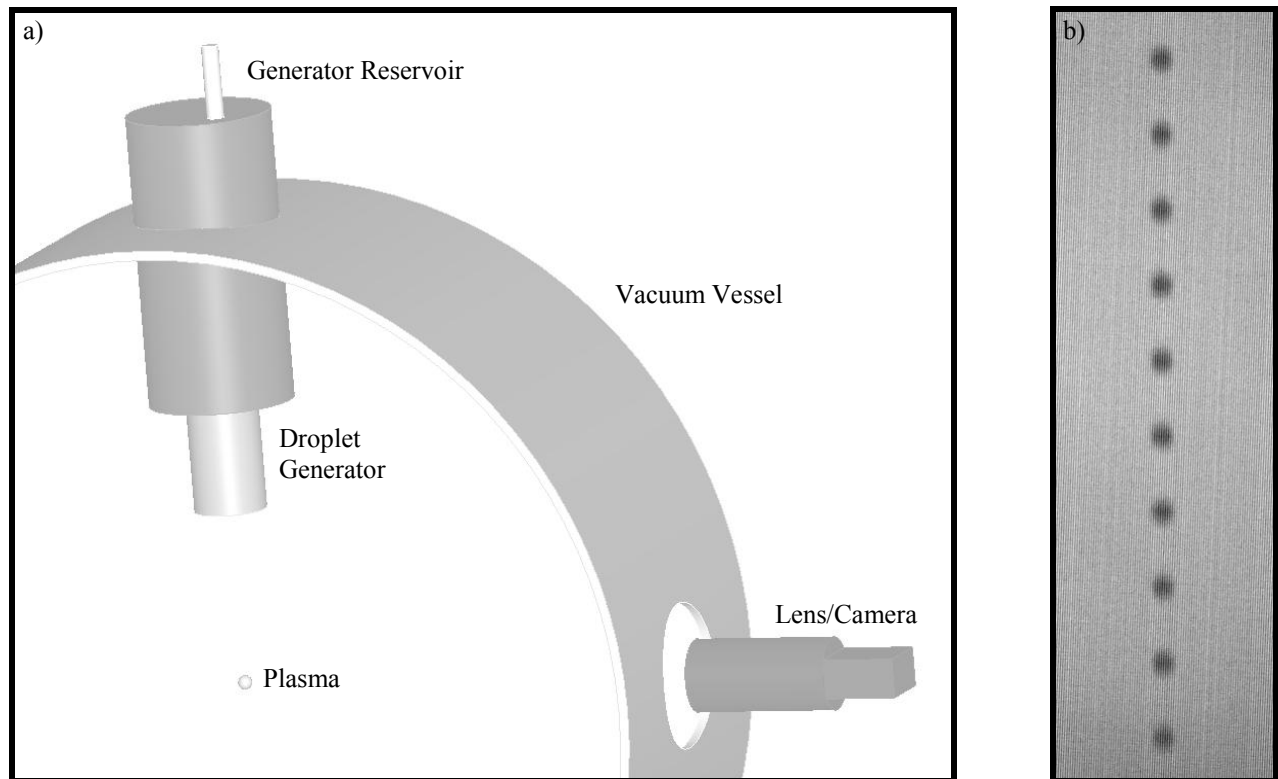 a)
Generator Reservoir
Vacuum Vessel
Droplet
Generator
Lens/Camera
Plasma
b)